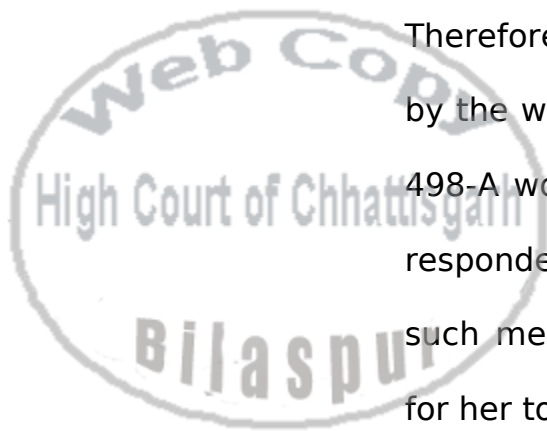 Therefore
by the w
498-A wo
responde
such me
for her to
Web Copy
High Court of Chhattisgarh
Bilaspur